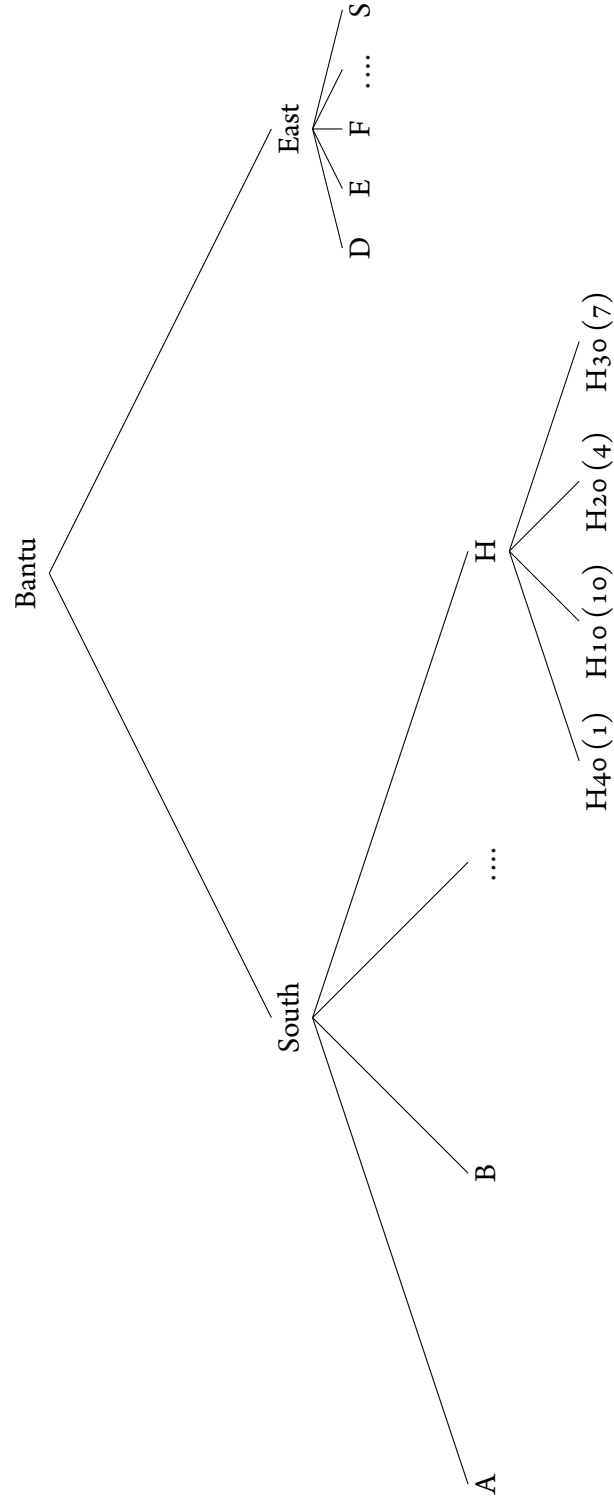 Bantu
South
East
A
B
....
H
D
E
F
....
S
H40 (1)
H10 (10)
H20 (4)
H30 (7)